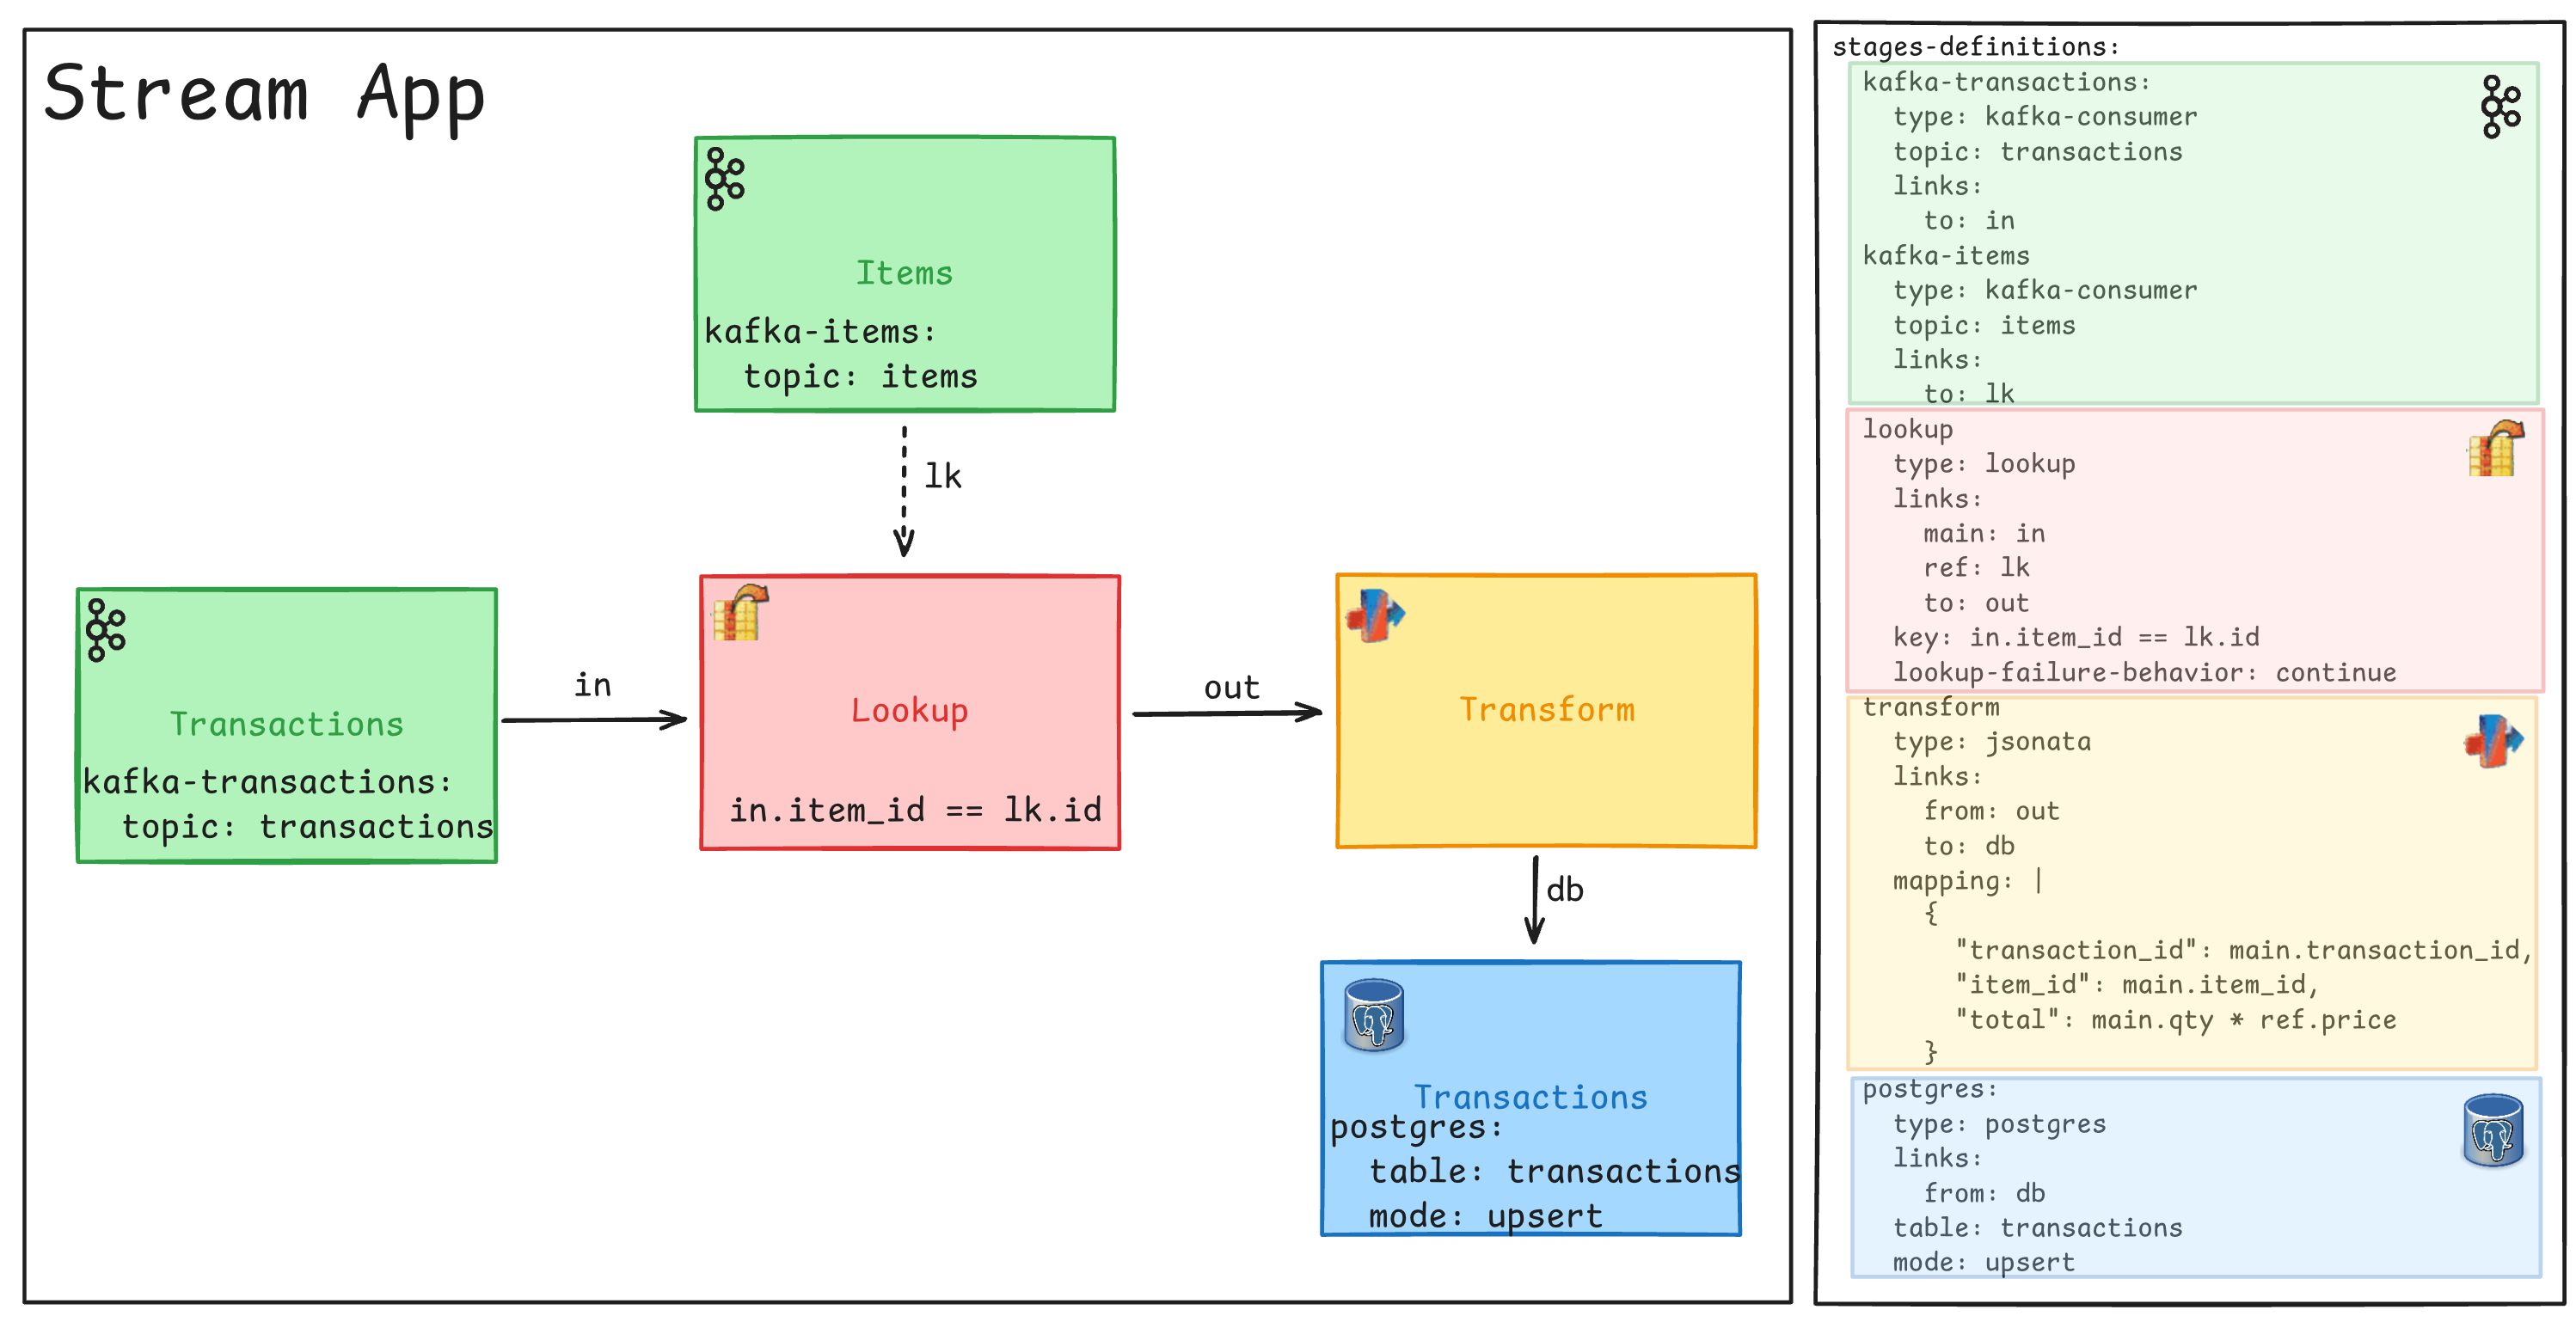 Stream App
Items
kafka-items:
topic: items
lk
Transactions
kafka-transactions:
topic: transactions
in
Lookup
in.item_id == lk.id
out
Transform
db
Transactions
postgres:
table: transactions
mode: upsert
stages-definitions:
kafka-transactions:
type: kafka-consumer
topic: transactions
links:
to: in
kafka-items
type: kafka-consumer
topic: items
links:
to: lk
lookup
type: lookup
links:
main: in
ref: lk
to: out
key: in.item_id == lk.id
lookup-failure-behavior: continue
transform
type: jsonata
links:
from: out
to: db
mapping: |
{
"transaction_id": main.transaction_id,
"item_id": main.item_id,
"total": main.qty * ref.price
}
postgres:
type: postgres
links:
from: db
table: transactions
mode: upsert